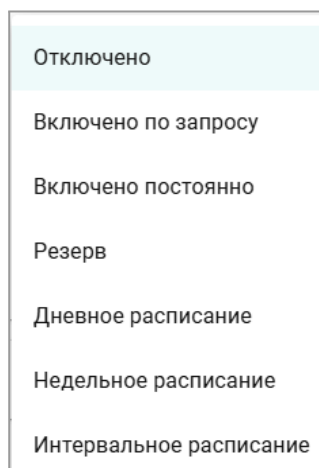 Отключено
Включено по запросу
Включено постоянно
Резерв
Дневное расписание
Недельное расписание
Интервальное расписание